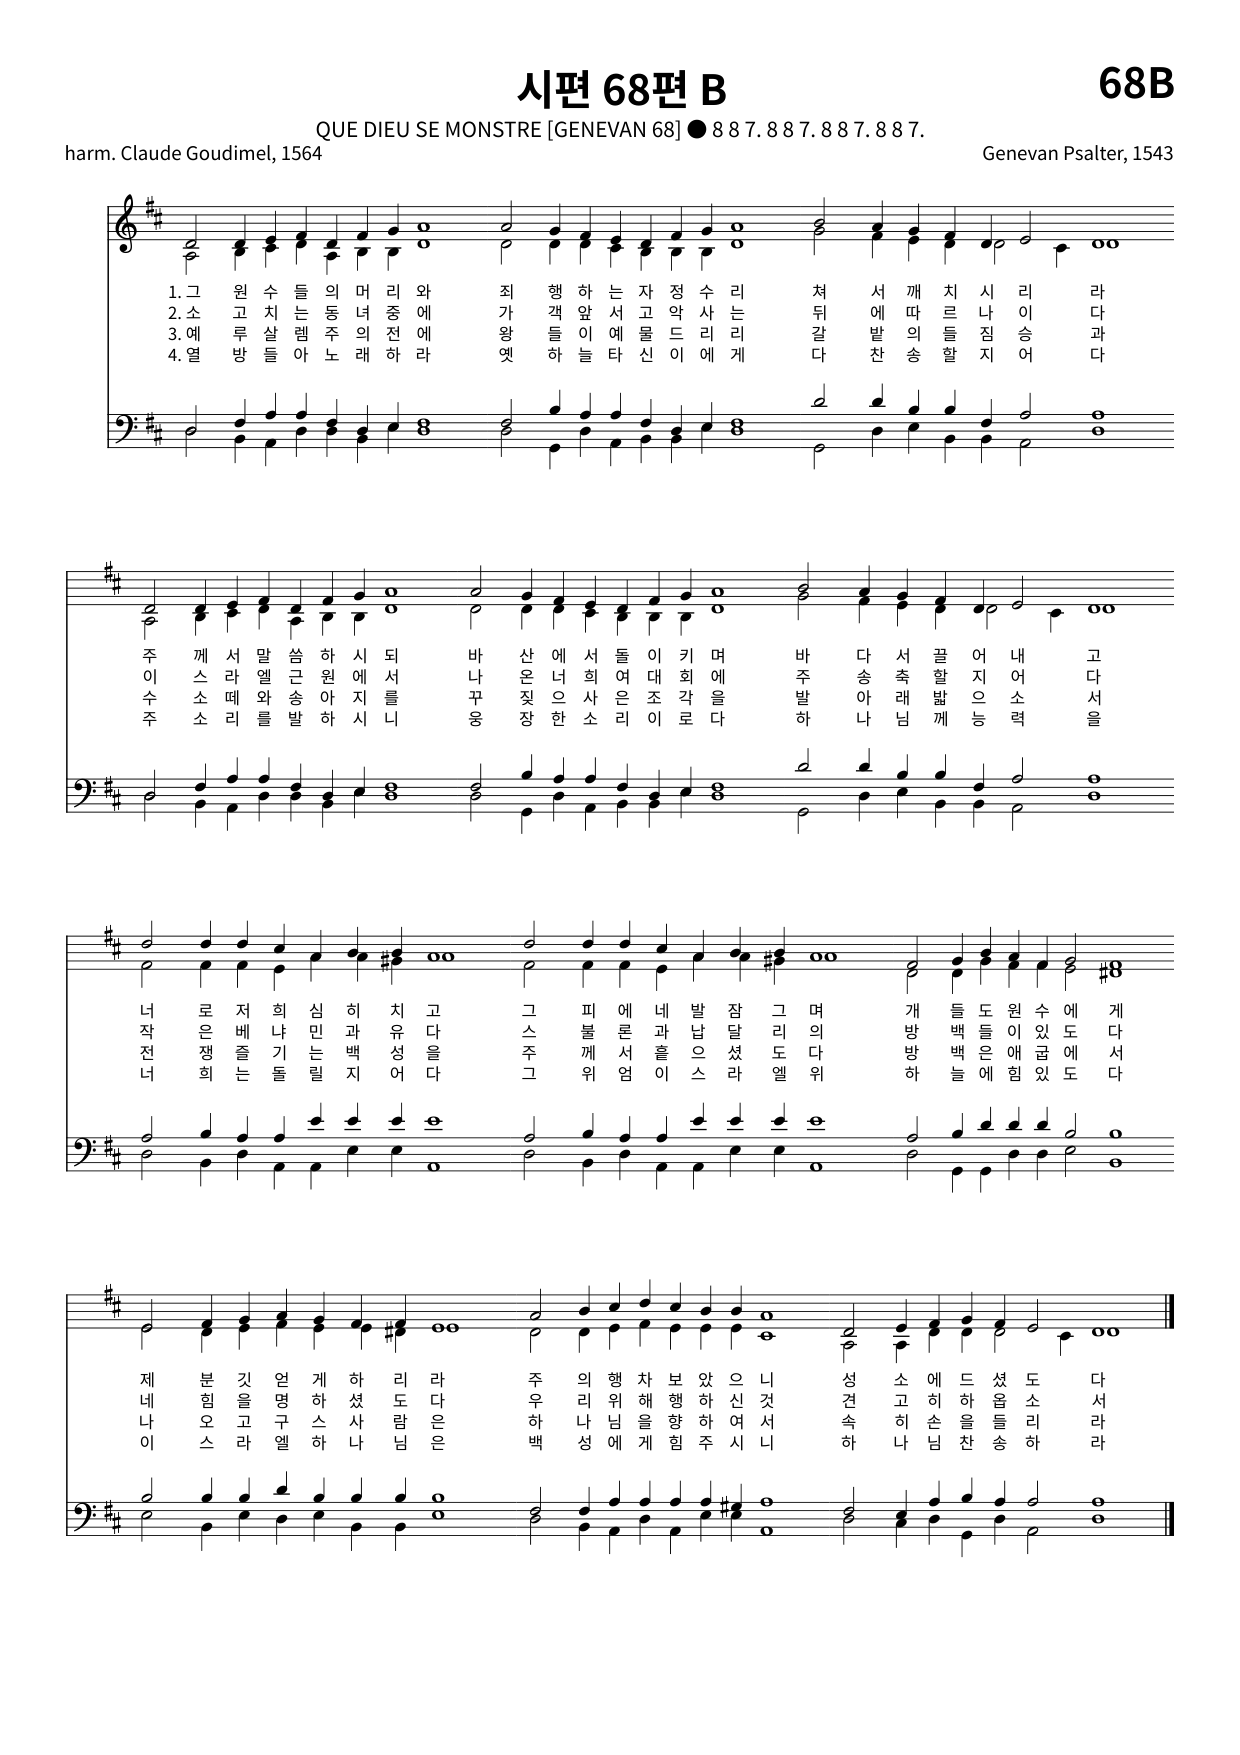 시편 68편 B
68B
QUE DIEU SE MONSTRE [GENEVAN 68] ● 8 8 7. 8 8 7. 8 8 7. 8 8 7.
harm. Claude Goudimel, 1564
Genevan Psalter, 1543
1. 그 원 수 들 의 머 리 와 죄 행 하 는 자 정 수 리 쳐 서 깨 치 시 리 라
2. 소 고 치 는 동 녀 중 에 가 객 앞 서 고 악 사 는 뒤 에 따 르 나 이 다
3. 예 루 살 렘 주 의 전 에 왕 들 이 예 물 드 리 리 갈 밭 의 들 짐 승 과
4. 열 방 들 아 노 래 하 라 옛 하 늘 타 신 이 에 게 다 찬 송 할 지 어 다
주 께 서 말 씀 하 시 되 바 산 에 서 돌 이 키 며 바 다 서 끌 어 내 고
이 스 라 엘 근 원 에 서 나 온 너 희 여 대 회 에 주 송 축 할 지 어 다
수 소 떼 와 송 아 지 를 꾸 짖 으 사 은 조 각 을 발 아 래 밟 으 소 서
주 소 리 를 발 하 시 니 웅 장 한 소 리 이 로 다 하 나 님 께 능 력 을
너 로 저 희 심 히 치 고 그 피 에 네 발 잠 그 며 개 들 도 원 수 에 게
작 은 베 냐 민 과 유 다 스 불 론 과 납 달 리 의 방 백 들 이 있 도 다
전 쟁 즐 기 는 백 성 을 주 께 서 흩 으 셨 도 다 방 백 은 애 굽 에 서
너 희 는 돌 릴 지 어 다 그 위 엄 이 스 라 엘 위 하 늘 에 힘 있 도 다
제 분 깃 얻 게 하 리 라 주 의 행 차 보 았 으 니 성 소 에 드 셨 도 다
네 힘 을 명 하 셨 도 다 우 리 위 해 행 하 신 것 견 고 히 하 옵 소 서
나 오 고 구 스 사 람 은 하 나 님 을 향 하 여 서 속 히 손 을 들 리 라
이 스 라 엘 하 나 님 은 백 성 에 게 힘 주 시 니 하 나 님 찬 송 하 라